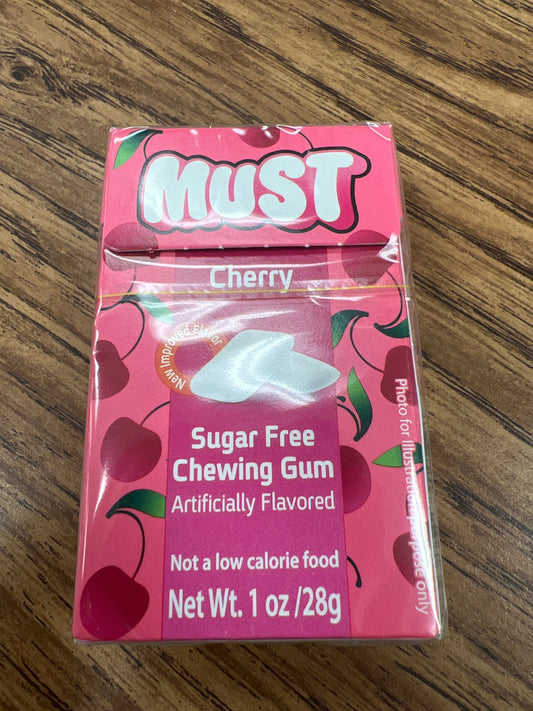 MUST
Cherry
New Improved Flavor
Sugar Free
Chewing Gum
Artificially Flavored
Not a low calorie food
Net Wt. 1 oz /28g
Photo for Illustration purpose only